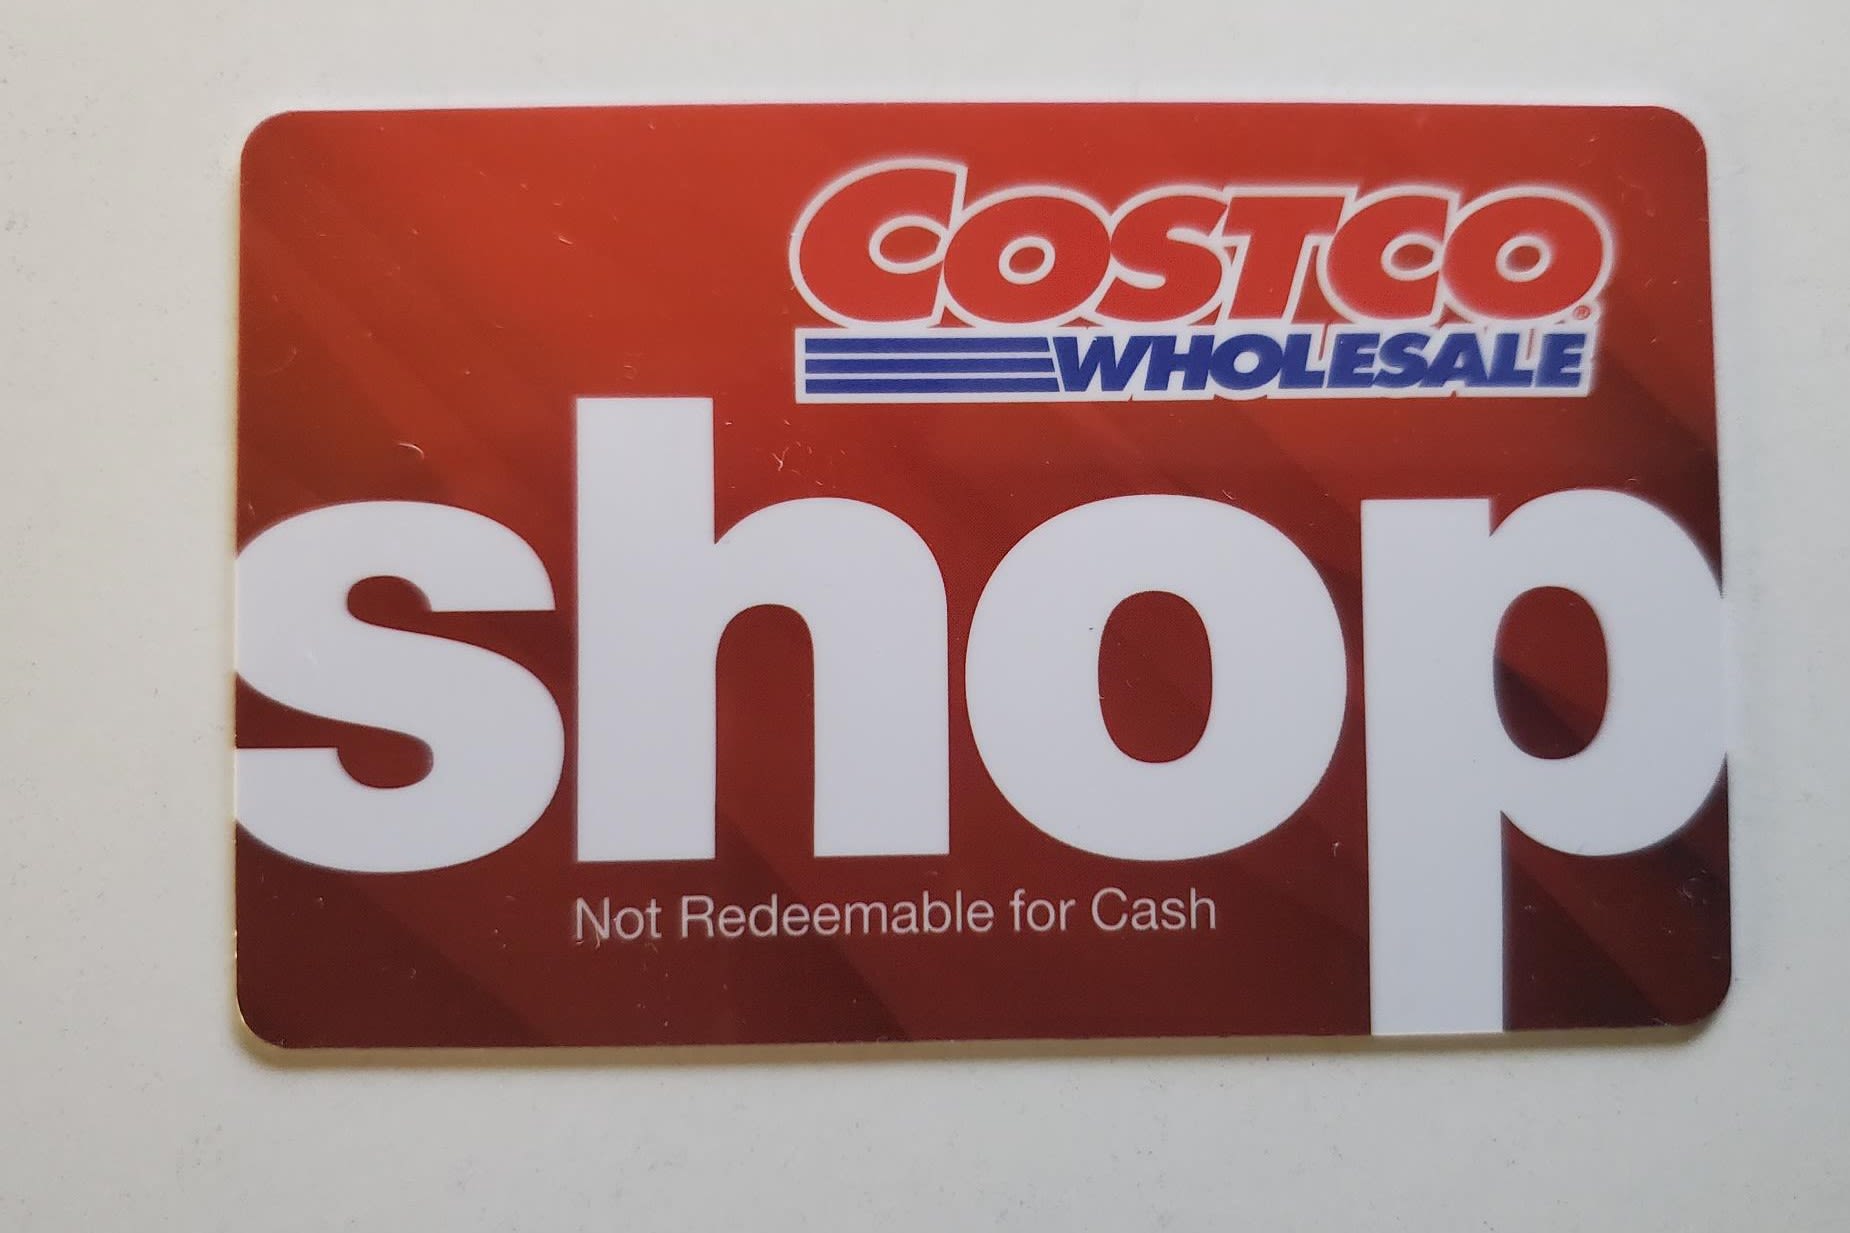 COSTCO®
WHOLESALE
shop
Not Redeemable for Cash